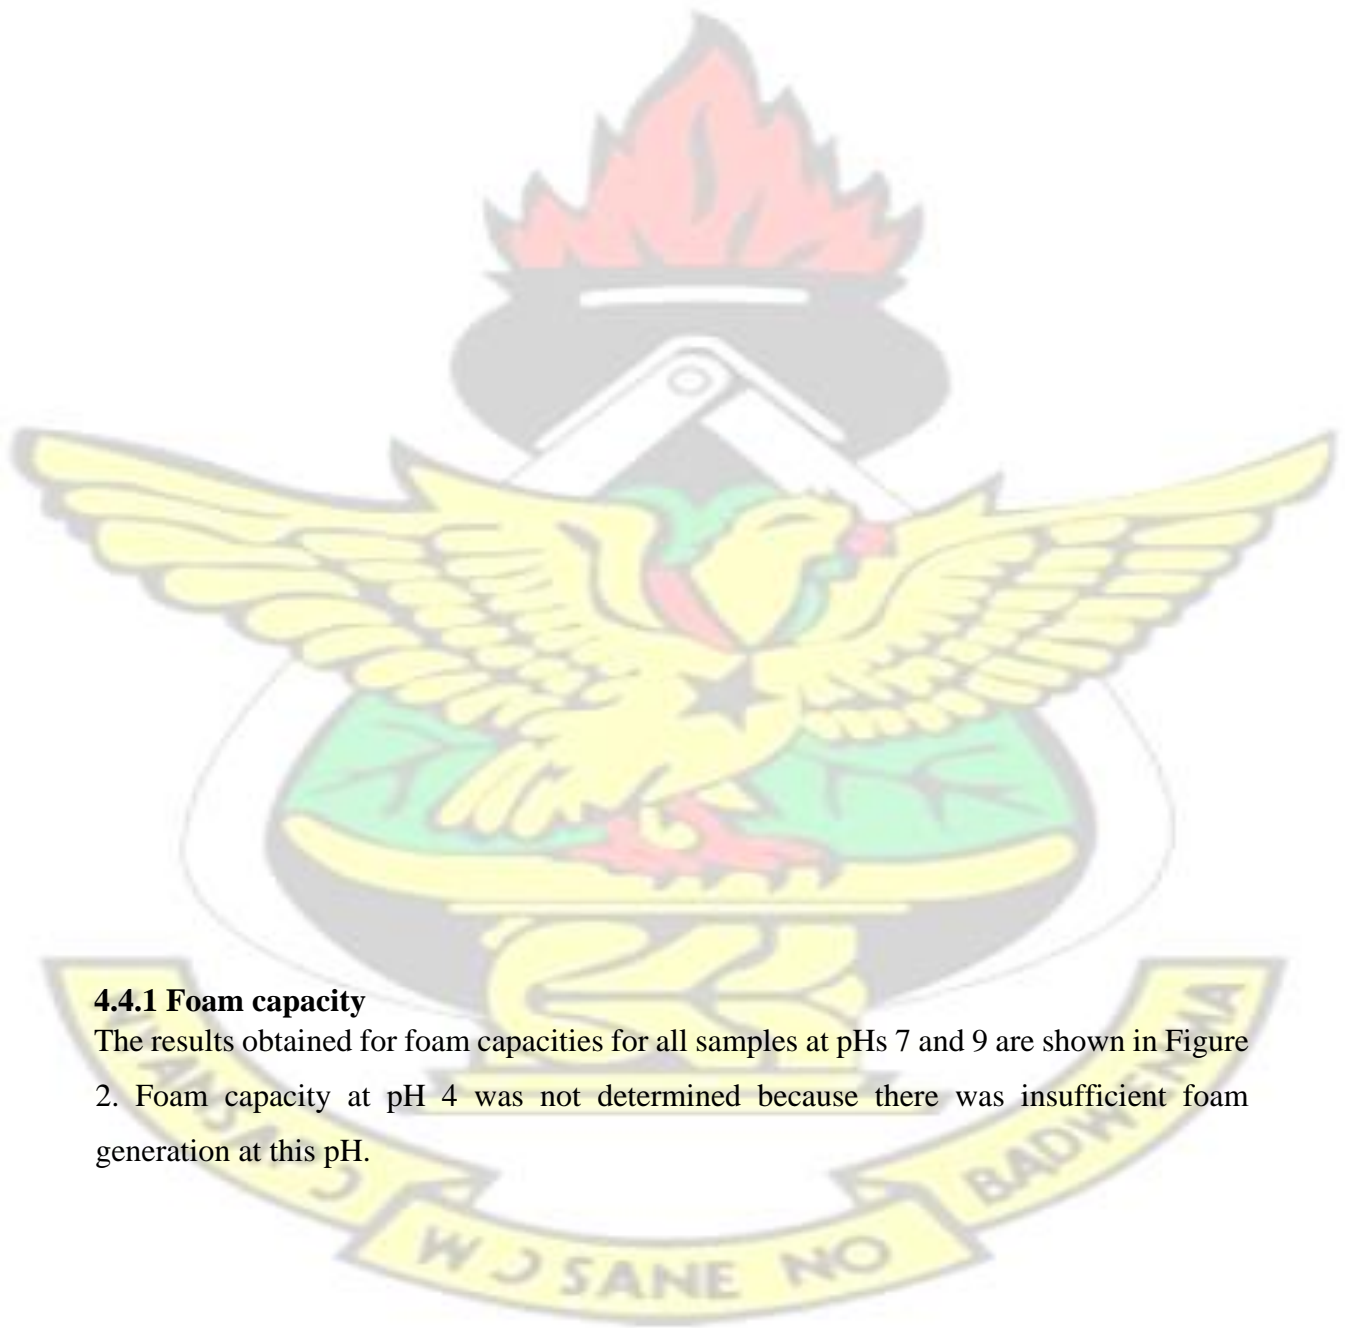 4.4.1 Foam capacity
The results obtained for foam capacities for all samples at pHs 7 and 9 are shown in Figure
2. Foam capacity at pH 4 was not determined because there was insufficient foam
generation at this pH.
W Ɔ SANE NO
BADWENMA